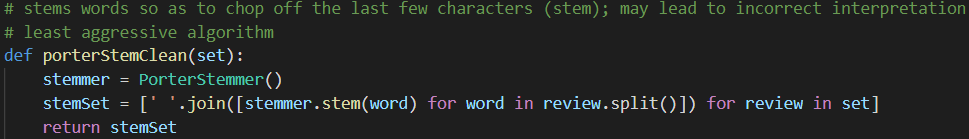 # stems words so as to chop off the last few characters (stem); may lead to incorrect interpretation
# least aggressive algorithm
def porterStemClean(set):
    stemmer = PorterStemmer()
    stemSet = [' '.join([stemmer.stem(word) for word in review.split()]) for review in set]
    return stemSet